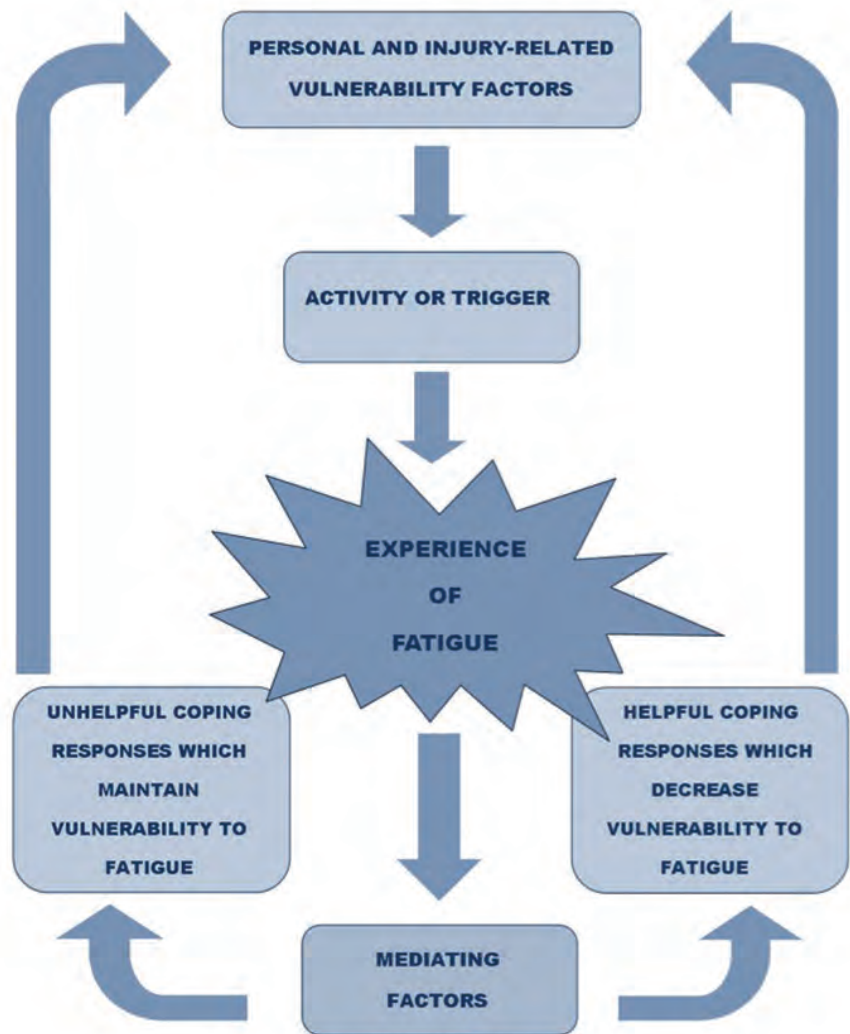 PERSONAL AND INJURY-RELATED
VULNERABILITY FACTORS
ACTIVITY OR TRIGGER
EXPERIENCE
OF
FATIGUE
UNHELPFUL COPING
RESPONSES WHICH
MAINTAIN
VULNERABILITY TO
FATIGUE
HELPFUL COPING
RESPONSES WHICH
DECREASE
VULNERABILITY TO
FATIGUE
MEDIATING
FACTORS